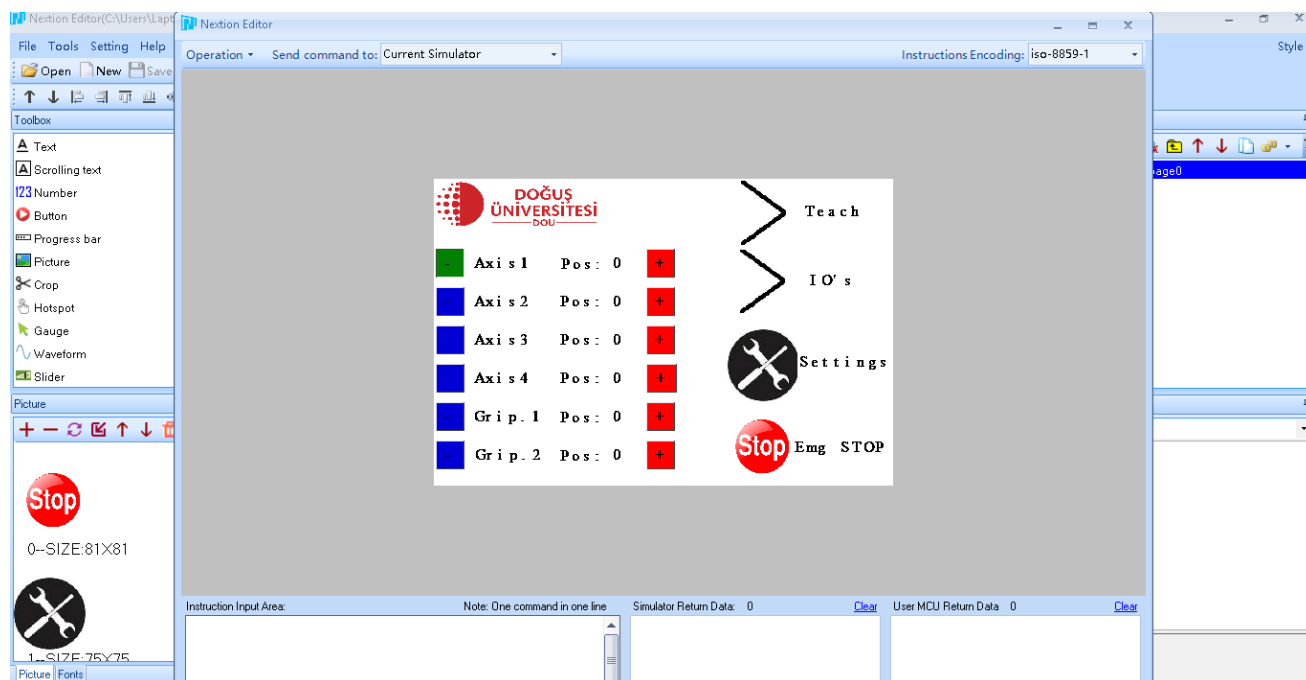 Nextion Editor(C:\Users\Lapt
Nextion Editor
File Tools Setting Help
Operation Send command to: Current Simulator Instructions Encoding: iso-8859-1
Style
Open New Save
Toolbox
A Text
A Scrolling text
123 Number
Button
Progress bar
Picture
Crop
Hotspot
Gauge
Waveform
Slider
Picture
Stop
0--SIZE:81X81
1--SIZE:75X75
Picture Fonts
DOĞUŞ
ÜNİVERSİTESİ
DOU
Teach
- Axis1 Pos: 0 +
IO's
- Axis2 Pos: 0 +
- Axis3 Pos: 0 +
Settings
- Axis4 Pos: 0 +
- Grip.1 Pos: 0 +
Stop Emg STOP
- Grip.2 Pos: 0 +
Instruction Input Area: Note: One command in one line Simulator Return Data: 0 Clear User MCU Return Data 0 Clear
page0